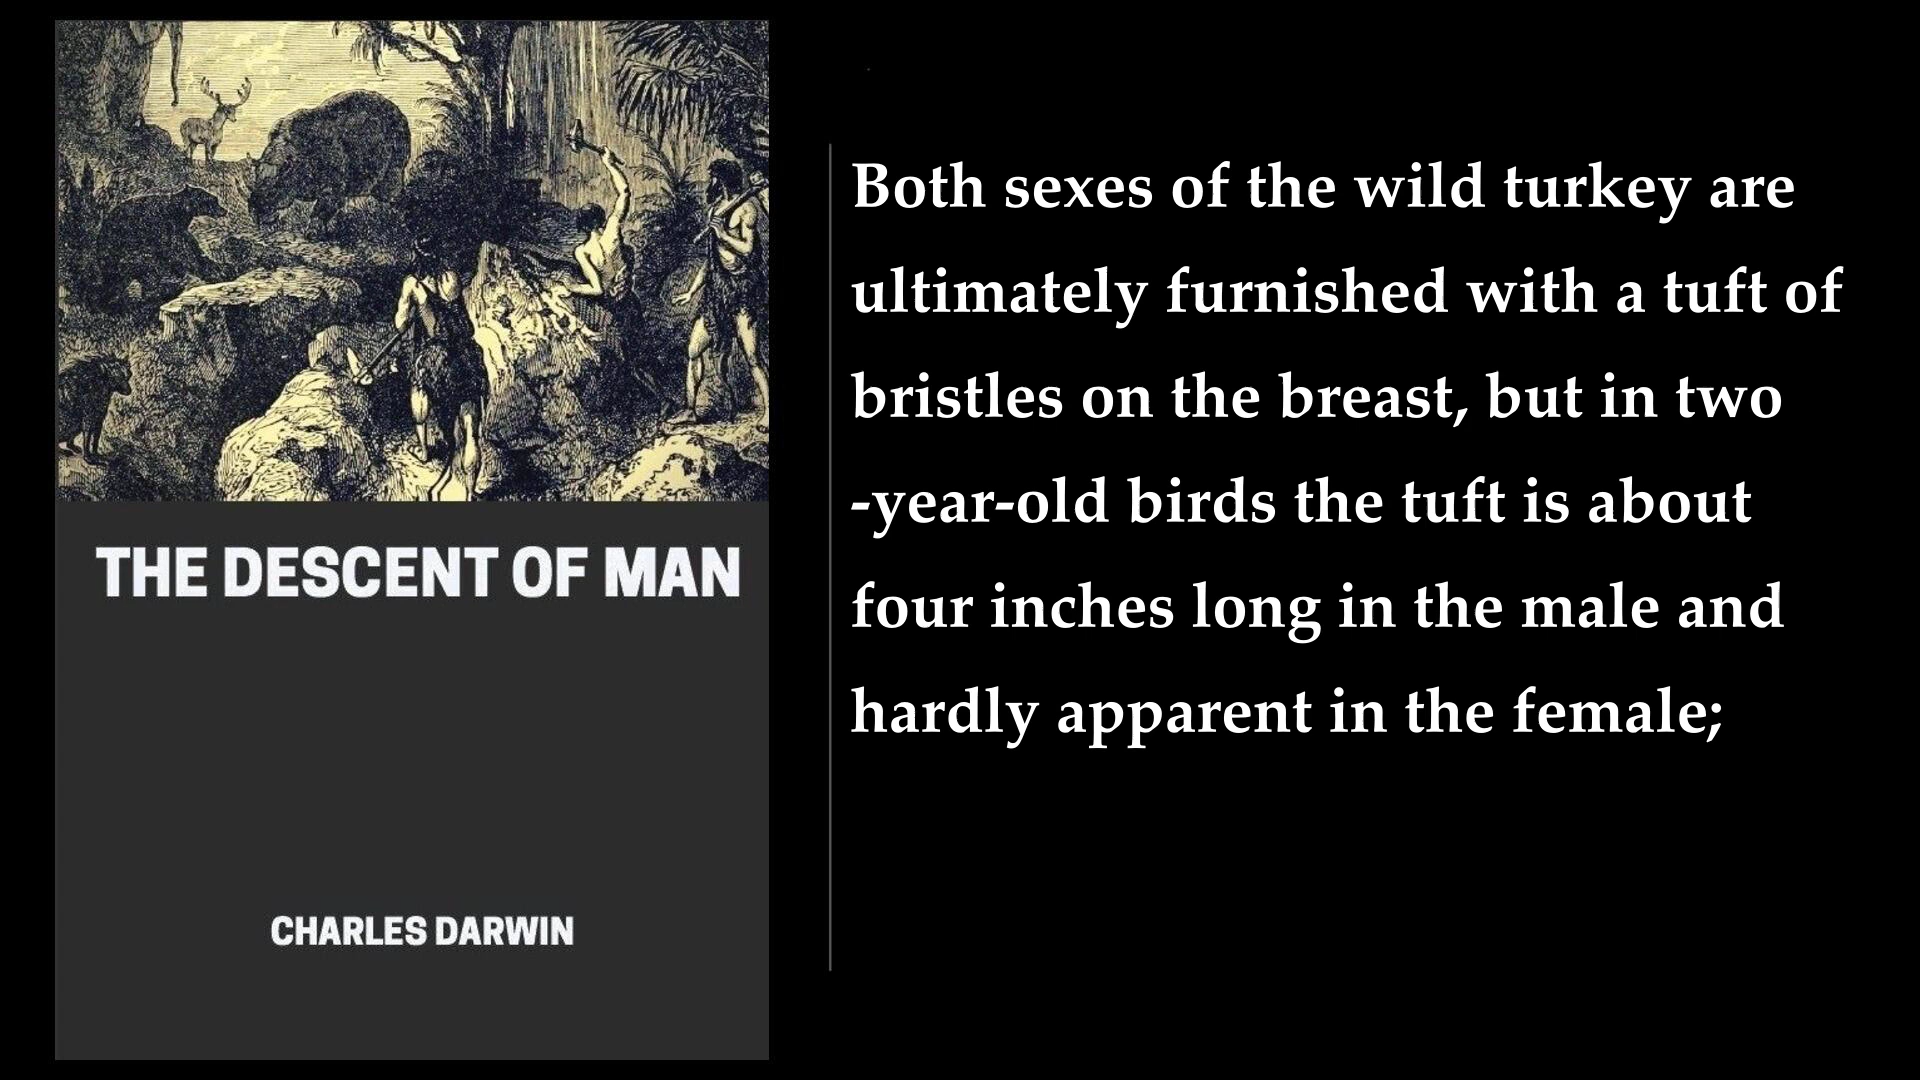 THE DESCENT OF MAN
CHARLES DARWIN
Both sexes of the wild turkey are
ultimately furnished with a tuft of
bristles on the breast, but in two
-year-old birds the tuft is about
four inches long in the male and
hardly apparent in the female;